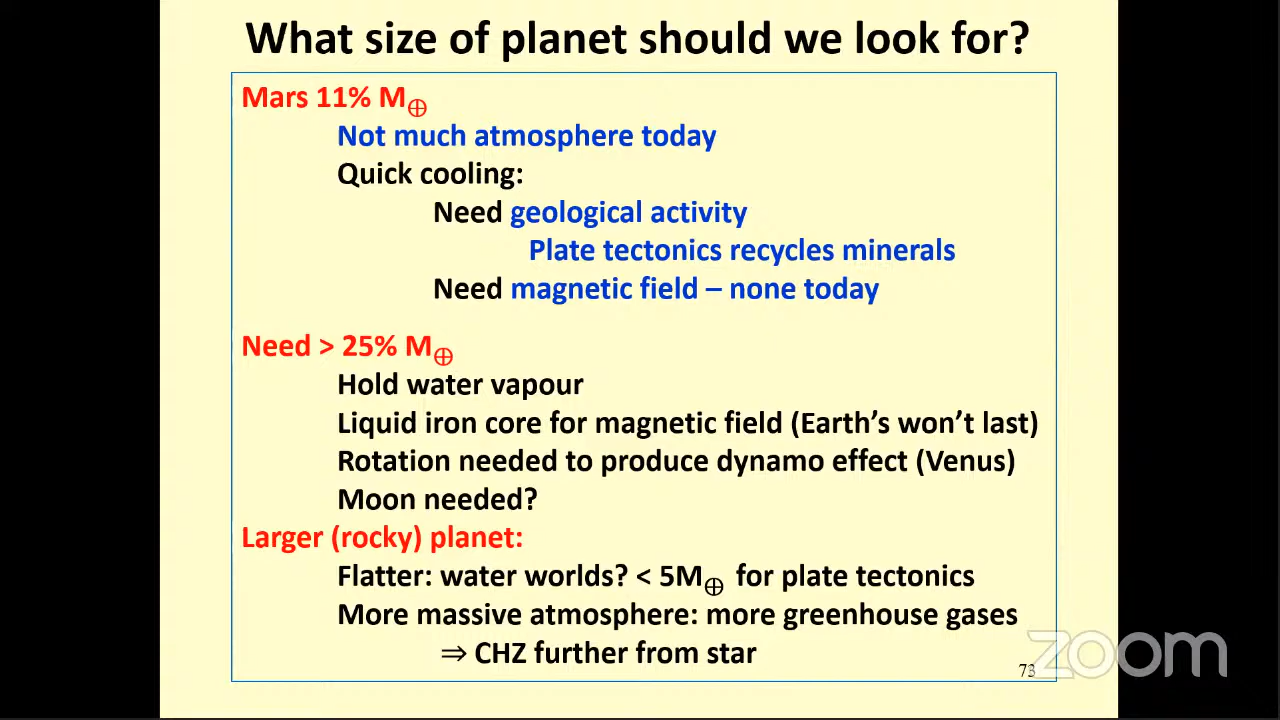 What size of planet should we look for?
Mars 11% M⊕
Not much atmosphere today
Quick cooling:
Need geological activity
Plate tectonics recycles minerals
Need magnetic field – none today
Need > 25% M⊕
Hold water vapour
Liquid iron core for magnetic field (Earth's won't last)
Rotation needed to produce dynamo effect (Venus)
Moon needed?
Larger (rocky) planet:
Flatter: water worlds? < 5M⊕ for plate tectonics
More massive atmosphere: more greenhouse gases
⇒ CHZ further from star
73
zoom